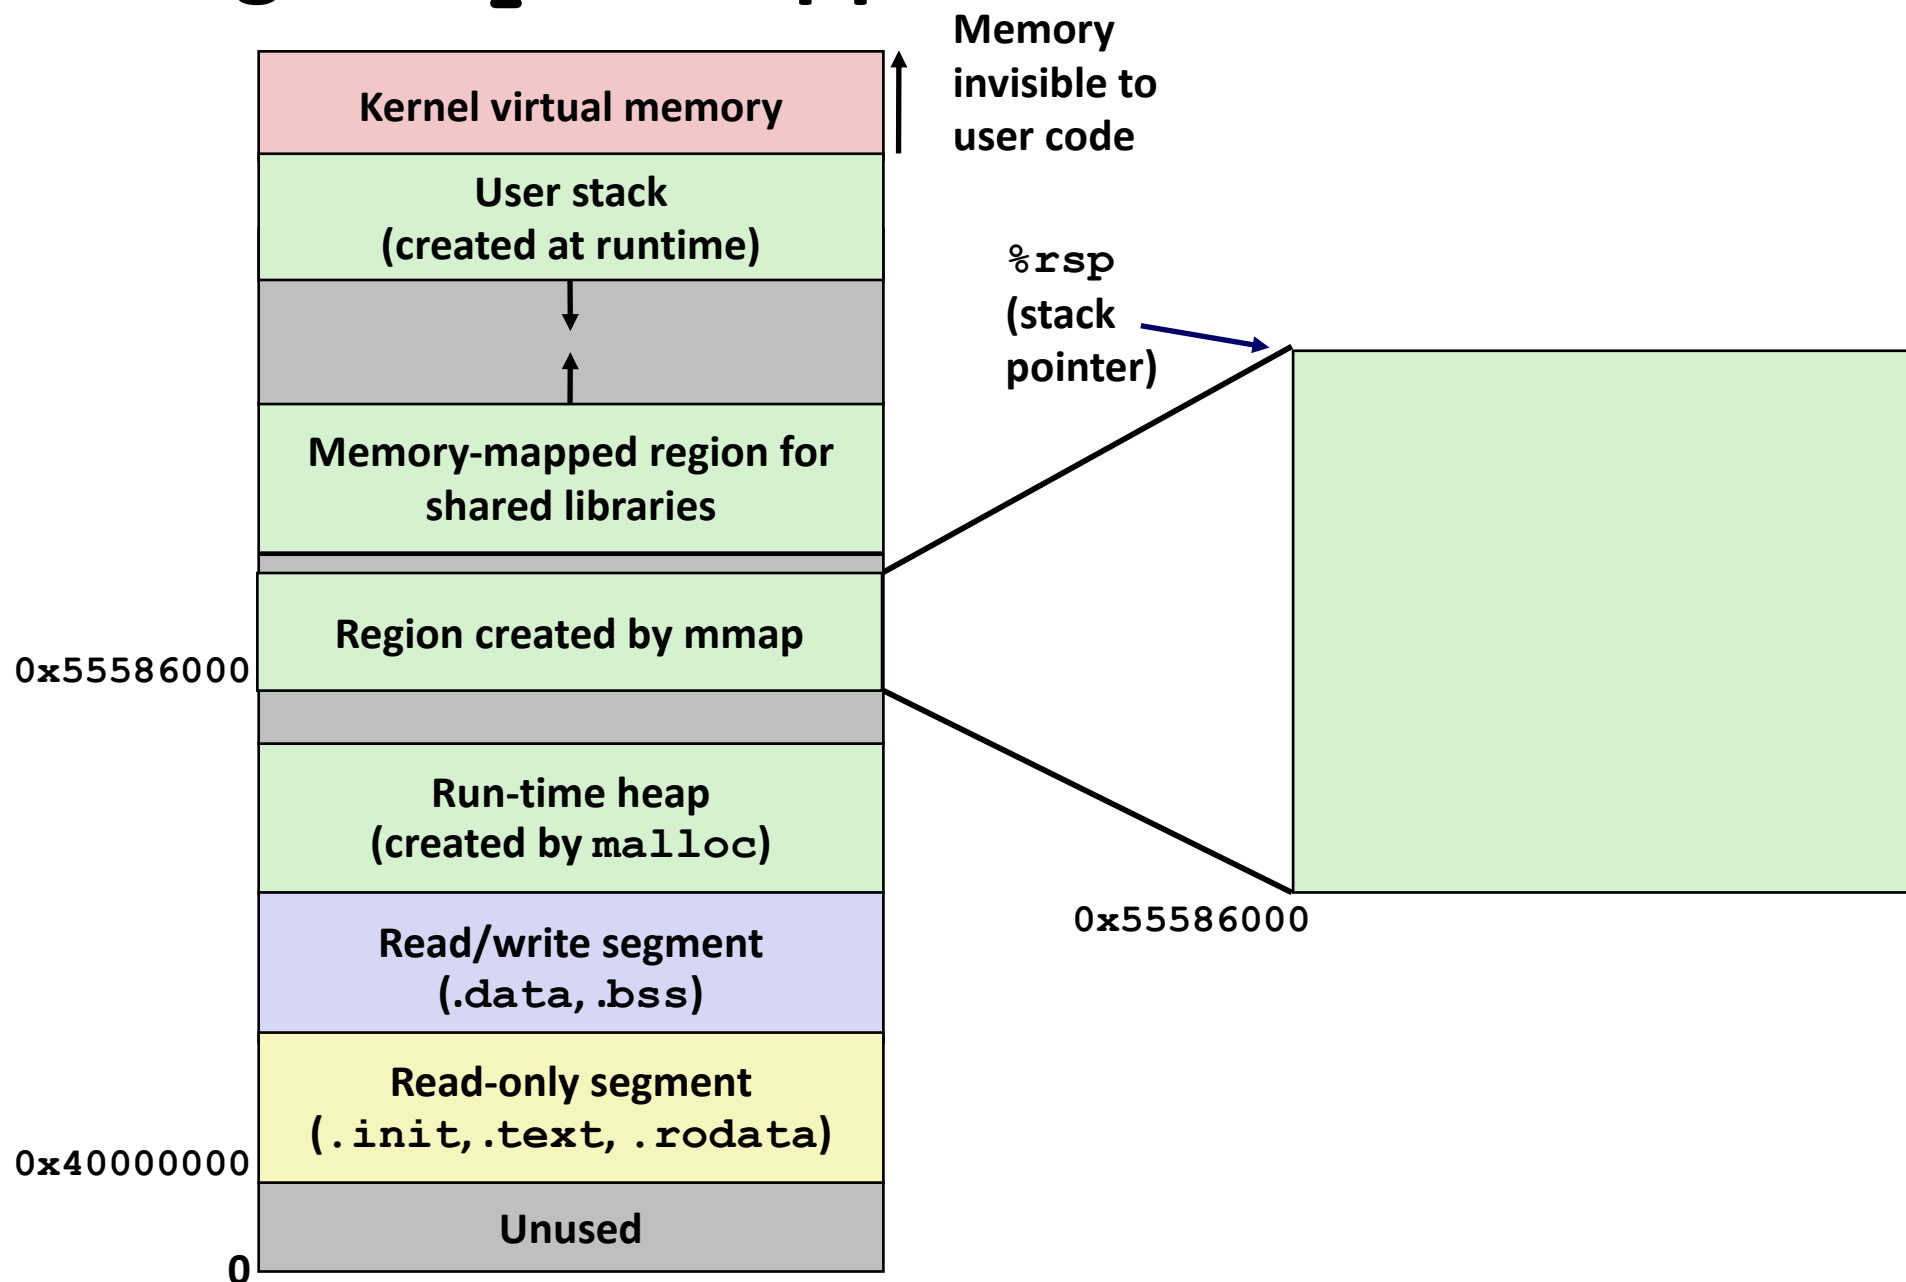 Memory
invisible to
user code
Kernel virtual memory
User stack
(created at runtime)
%rsp
(stack
pointer)
Memory-mapped region for
shared libraries
Region created by mmap
0x55586000
Run-time heap
(created by malloc)
0x55586000
Read/write segment
(.data, .bss)
Read-only segment
(.init, .text, .rodata)
0x40000000
Unused
0